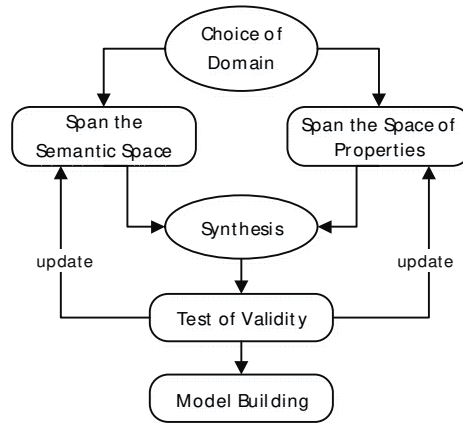 Choice of
Domain
Span the
Semantic Space
Span the Space of
Properties
Synthesis
update
update
Test of Validity
Model Building